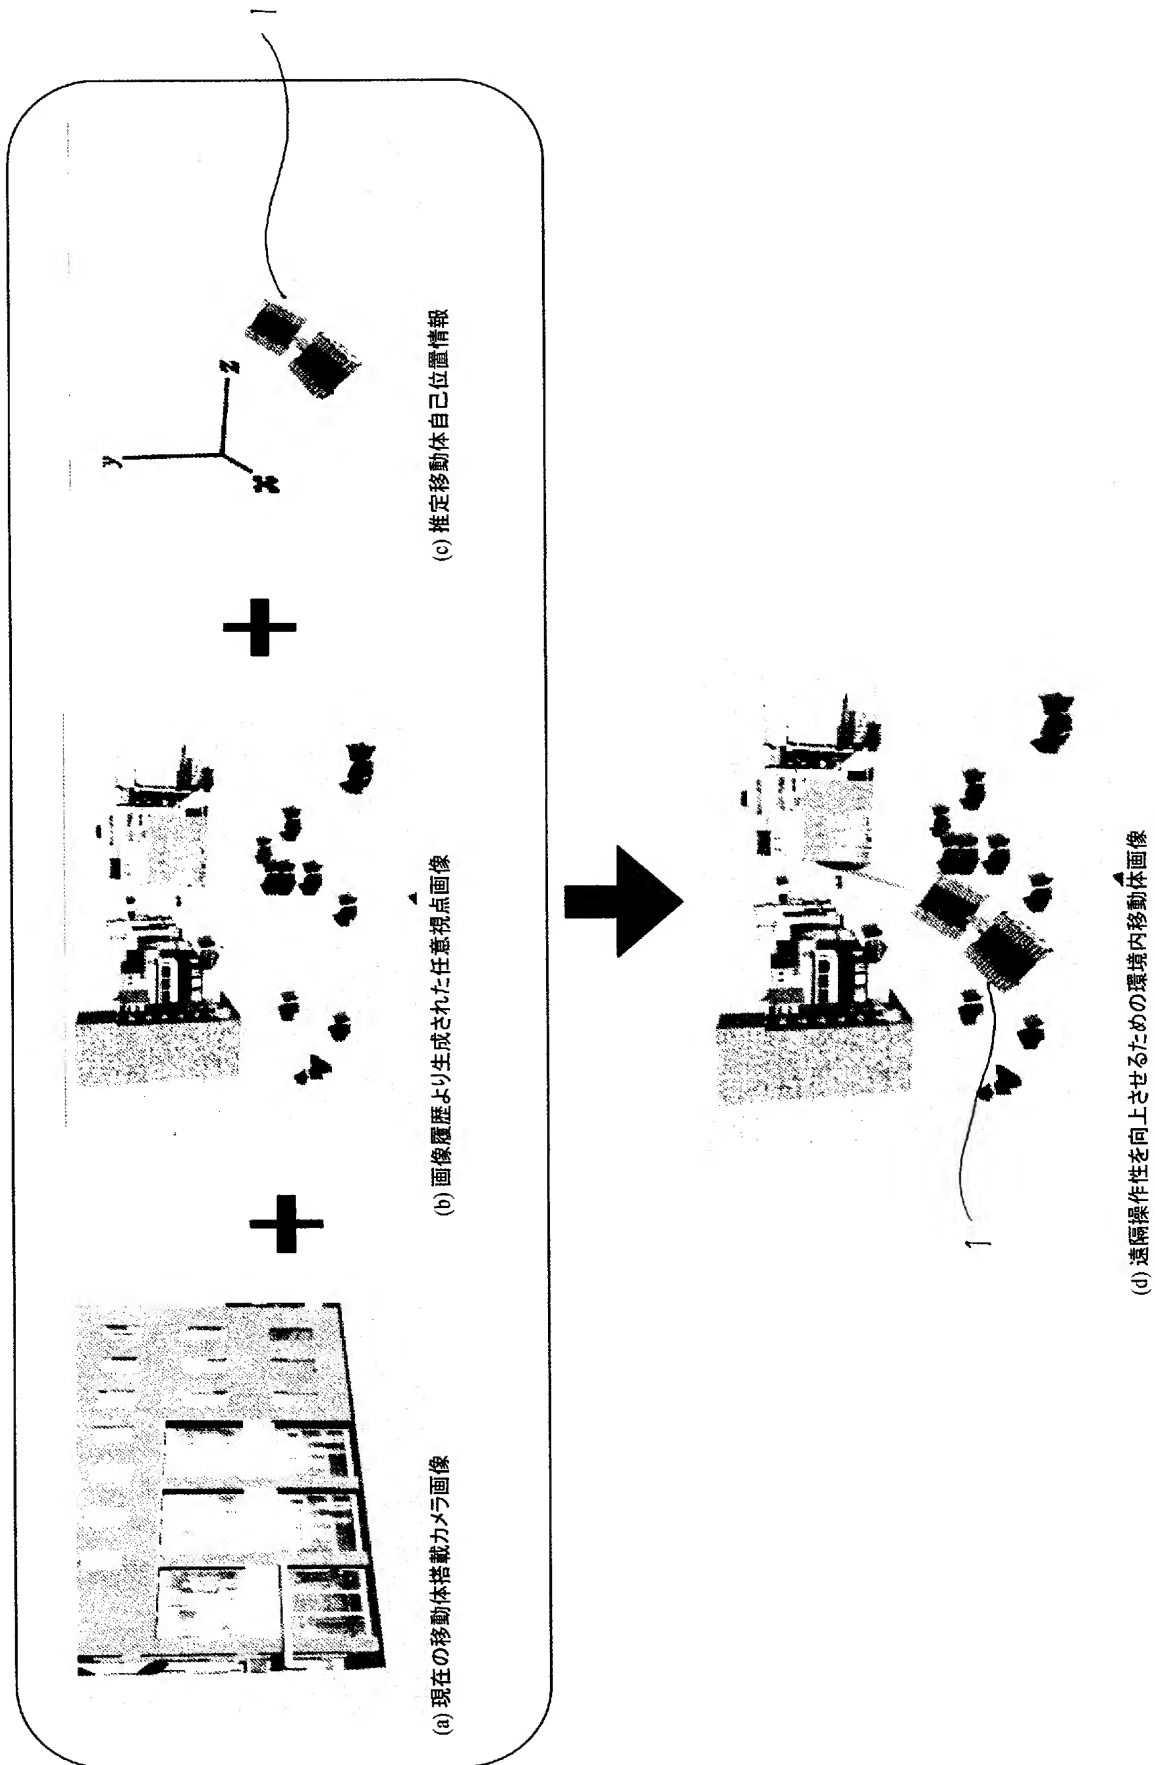 (a) 現在の移動体搭載カメラ画像
(b) 画像履歴より生成された任意視点画像
y
z
x
1
(c) 推定移動体自己位置情報
1
(d) 遠隔操作性を向上させるための環境内移動体画像